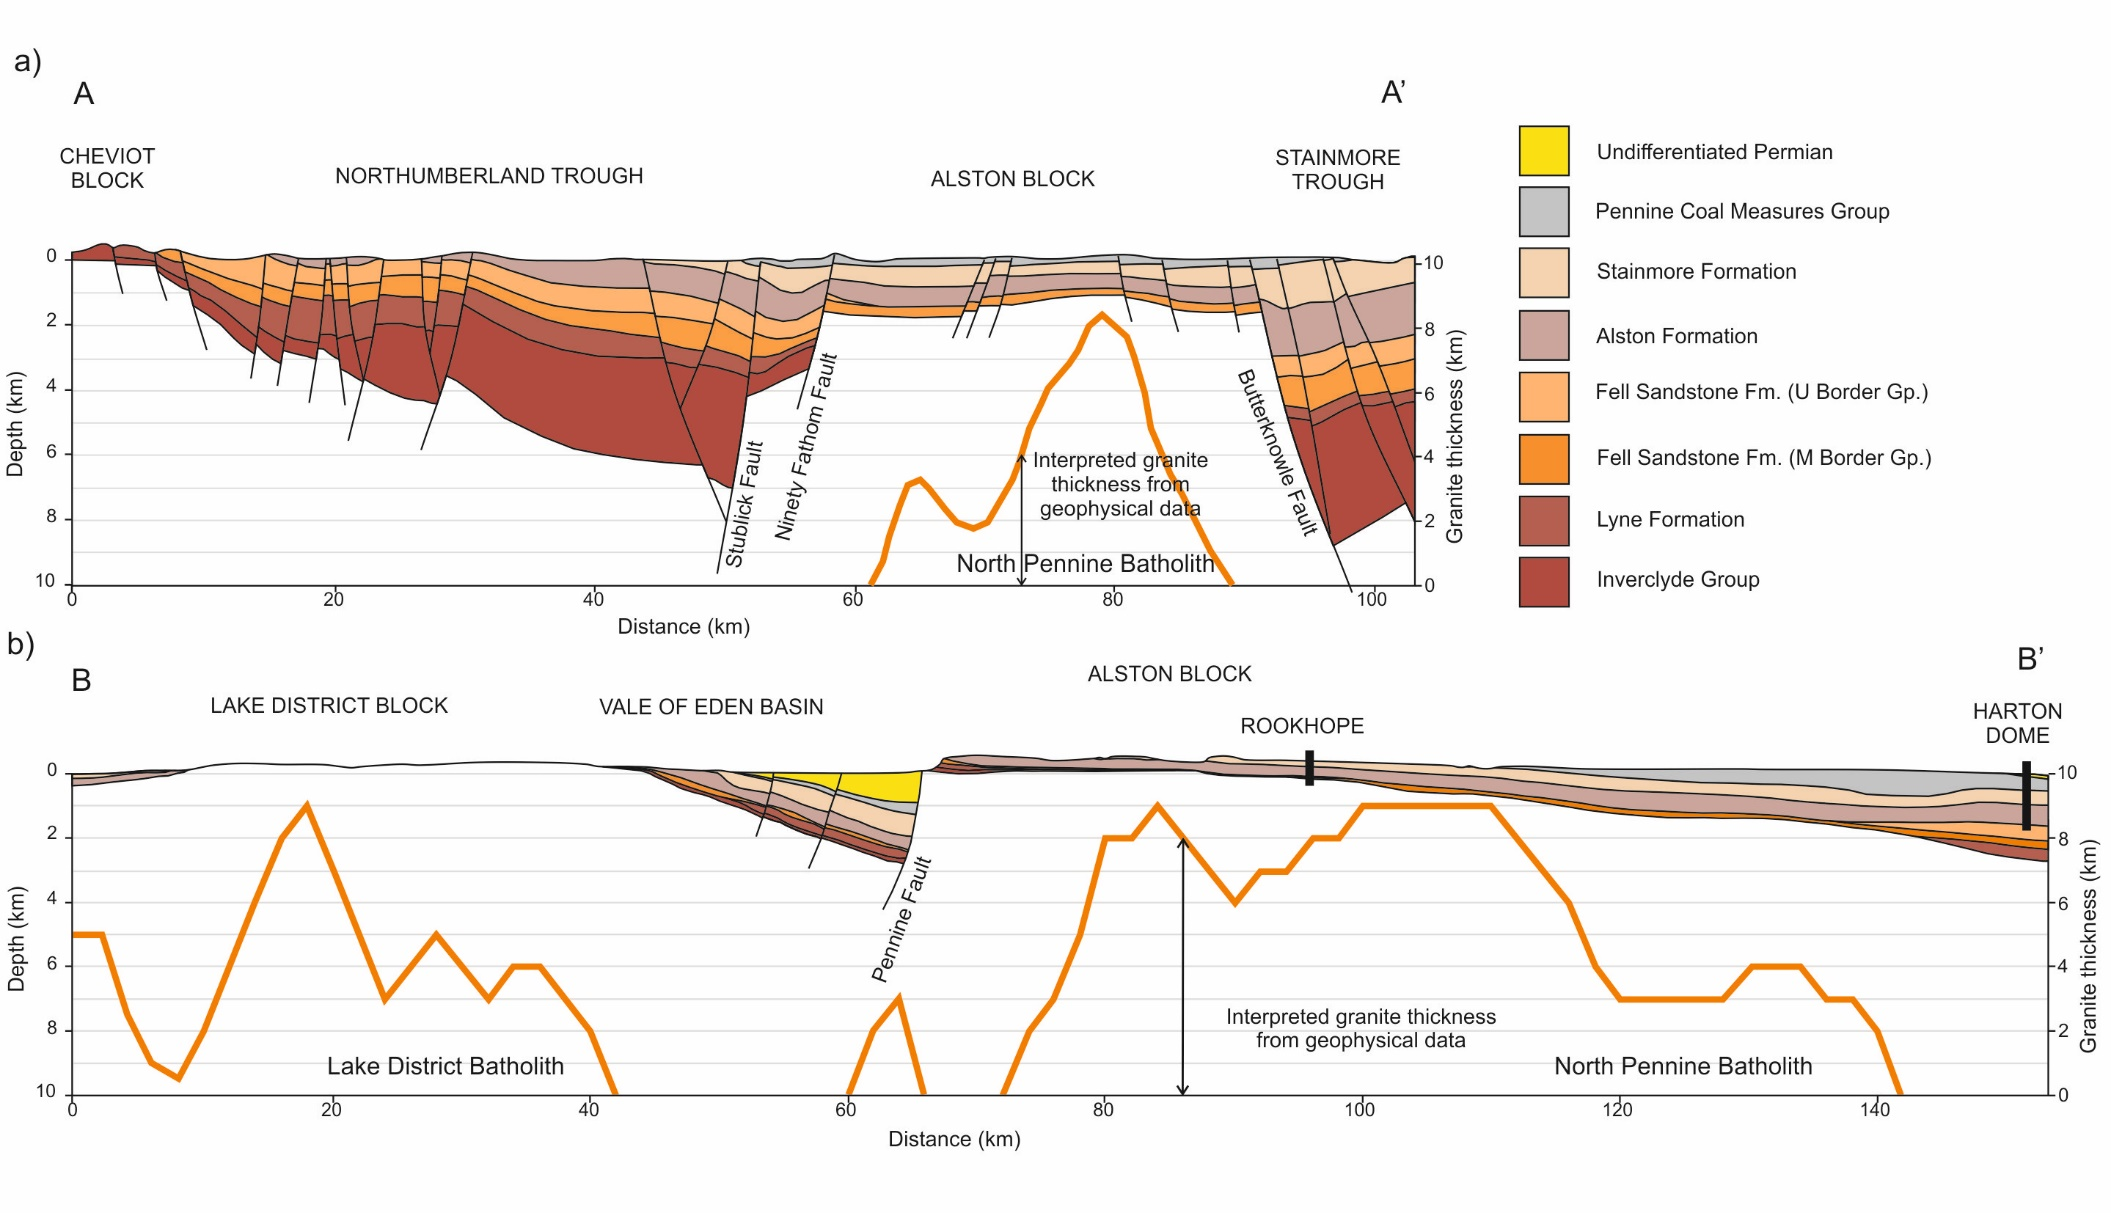 a)
A
A’
CHEVIOT
BLOCK
NORTHUMBERLAND TROUGH
ALSTON BLOCK
STAINMORE
TROUGH
0
2
4
6
8
10
Depth (km)
10
8
6
4
2
0
Granite thickness (km)
Stublick Fault
Ninety Fathom Fault
Butterknowle Fault
Interpreted granite
thickness from
geophysical data
North Pennine Batholith
0
20
40
60
80
100
Distance (km)
Undifferentiated Permian
Pennine Coal Measures Group
Stainmore Formation
Alston Formation
Fell Sandstone Fm. (U Border Gp.)
Fell Sandstone Fm. (M Border Gp.)
Lyne Formation
Inverclyde Group
b)
B
B’
LAKE DISTRICT BLOCK
VALE OF EDEN BASIN
ALSTON BLOCK
ROOKHOPE
HARTON
DOME
0
2
4
6
8
10
Depth (km)
10
8
6
4
2
0
Granite thickness (km)
Pennine Fault
Interpreted granite thickness
from geophysical data
Lake District Batholith
North Pennine Batholith
0
20
40
60
80
100
120
140
Distance (km)